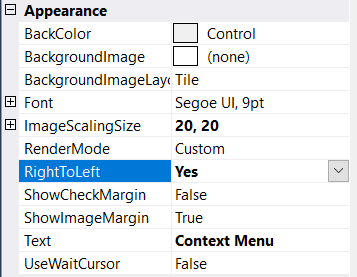 Appearance
BackColor Control
BackgroundImage (none)
BackgroundImageLayo Tile
Font Segoe UI, 9pt
ImageScalingSize 20, 20
RenderMode Custom
RightToLeft Yes
ShowCheckMargin False
ShowImageMargin True
Text Context Menu
UseWaitCursor False